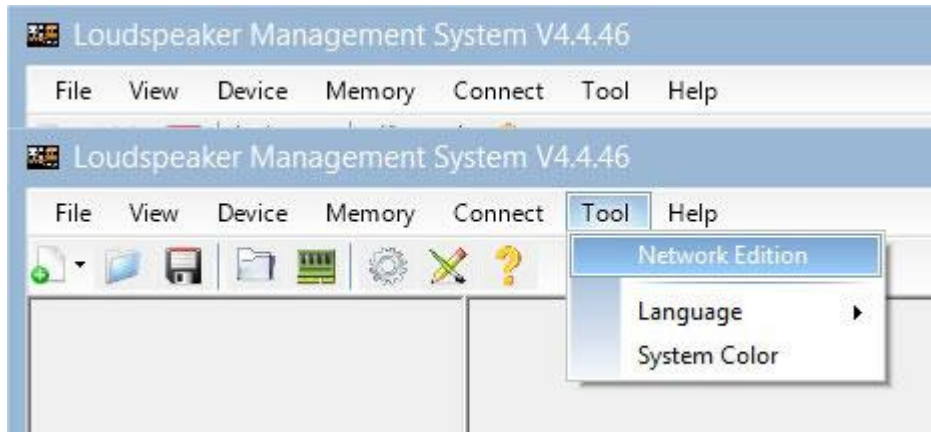 Loudspeaker Management System V4.4.46
File View Device Memory Connect Tool Help
Loudspeaker Management System V4.4.46
File View Device Memory Connect Tool Help
Network Edition
Language
System Color